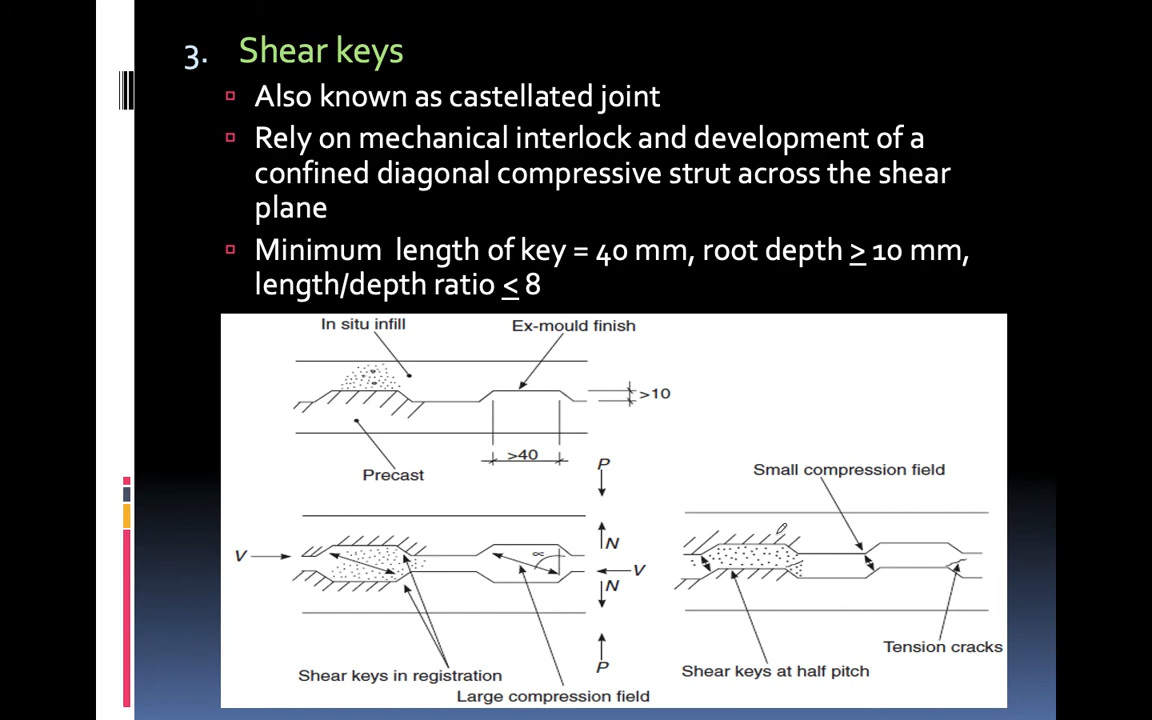 3. Shear keys
Also known as castellated joint
Rely on mechanical interlock and development of a
confined diagonal compressive strut across the shear
plane
Minimum length of key = 40 mm, root depth ≥ 10 mm,
length/depth ratio ≤ 8
In situ infill
Ex-mould finish
>10
>40
Precast
P
Small compression field
N
V
∝
V
N
P
Tension cracks
Shear keys in registration
Shear keys at half pitch
Large compression field